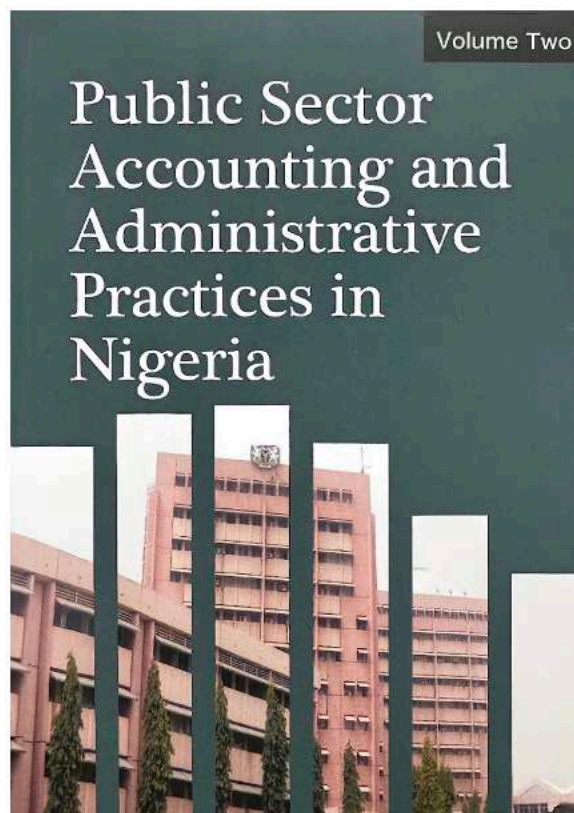 Volume Two
Public Sector
Accounting and
Administrative
Practices in
Nigeria